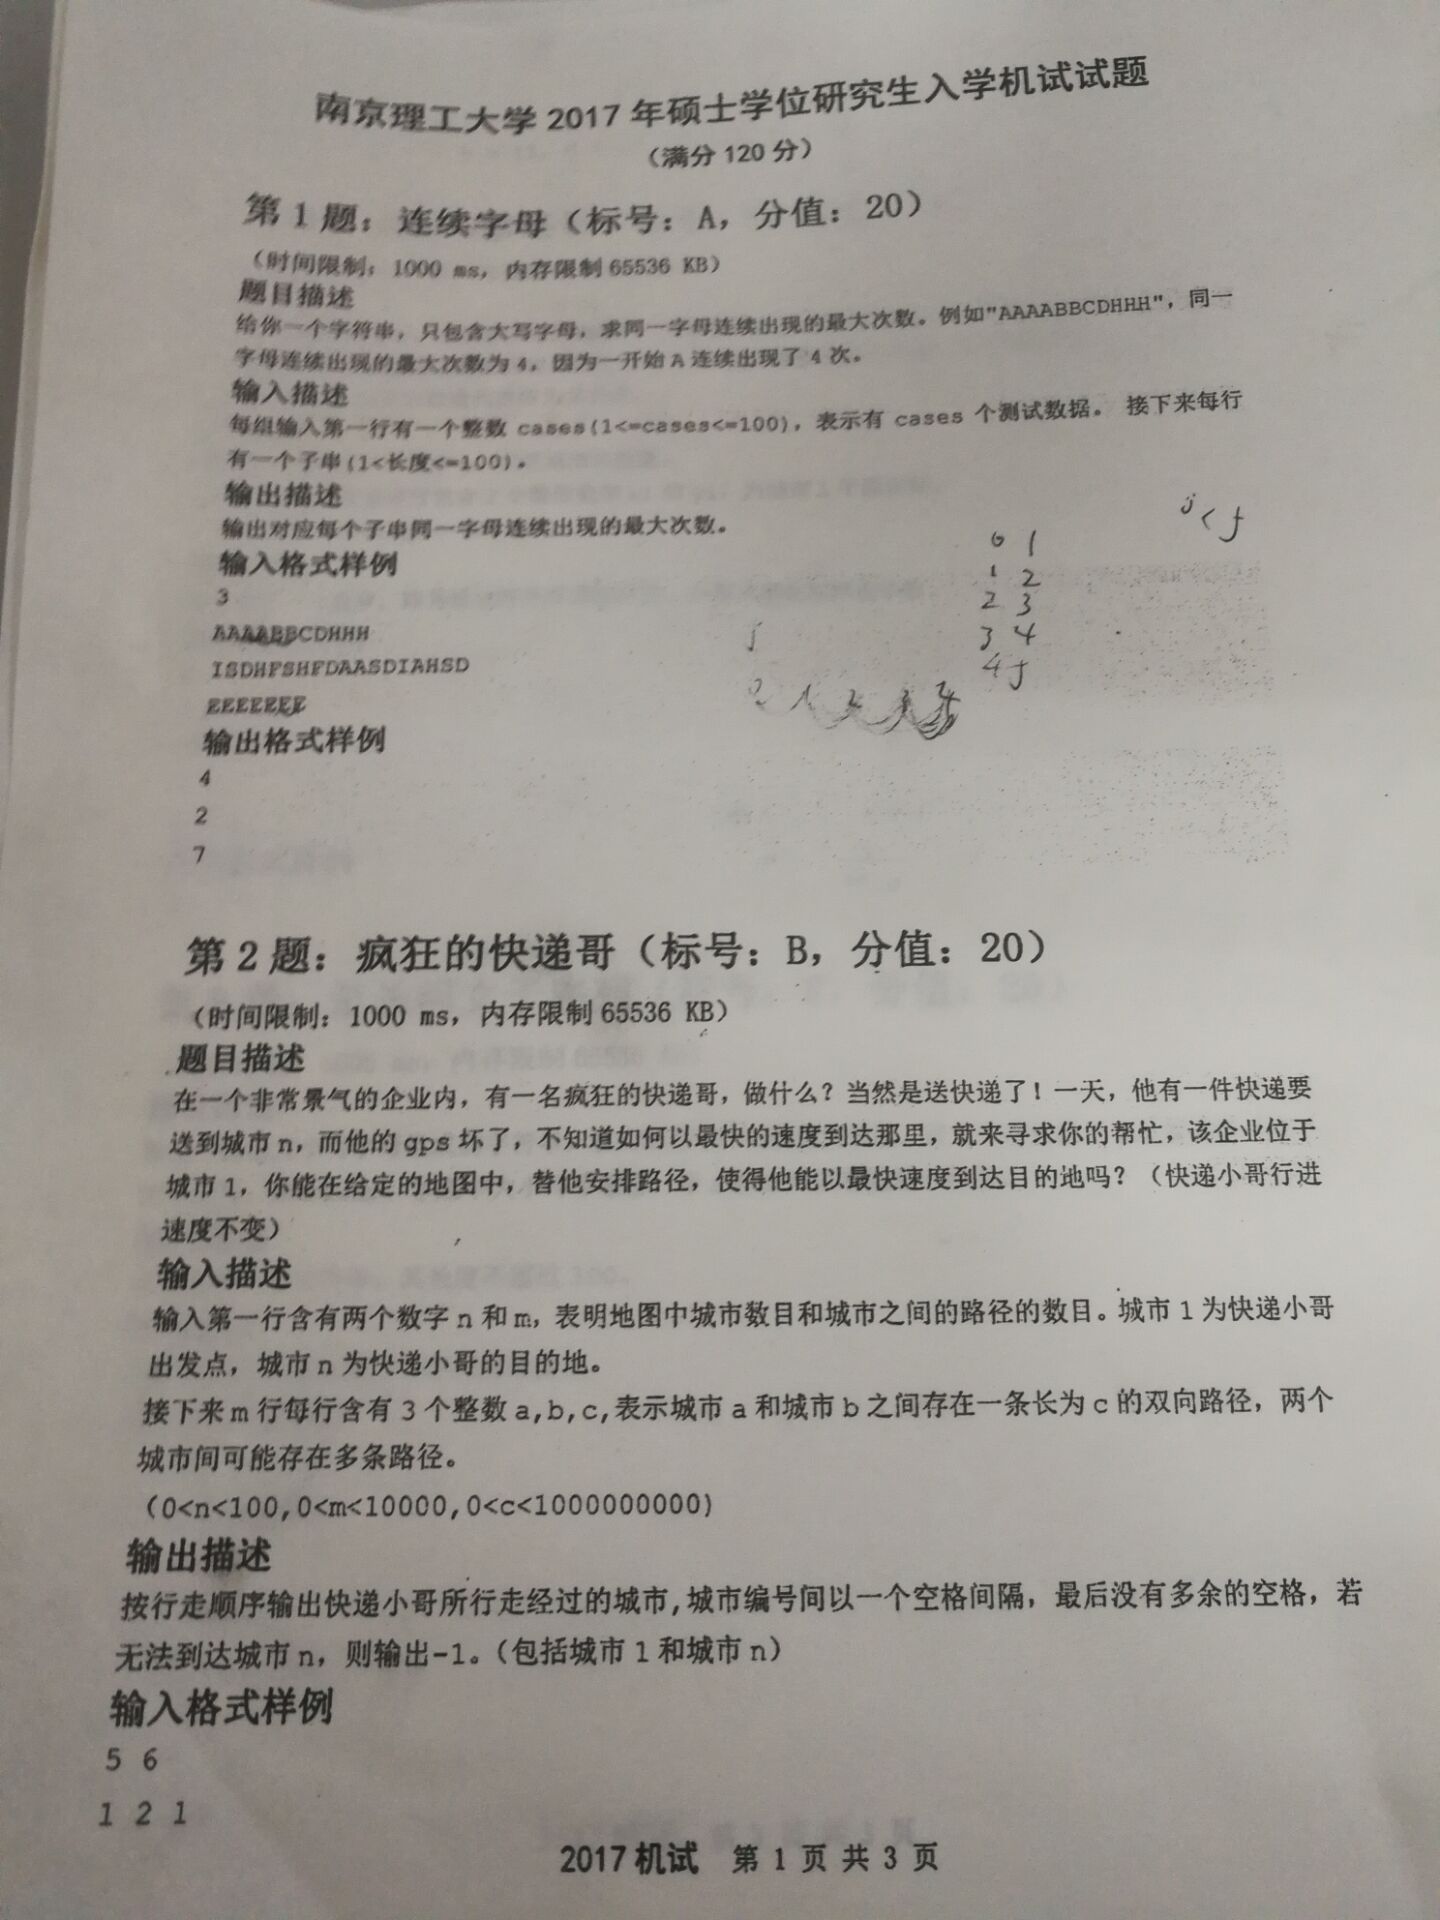 南京理工大学 2017 年硕士学位研究生入学机试试题
（满分 120 分）
第 1 题：连续字母（标号：A，分值：20）
（时间限制：1000 ms，内存限制 65536 KB）
题目描述
给你一个字符串，只包含大写字母，求同一字母连续出现的最大次数。例如"AAAABBCDHHH"，同一
字母连续出现的最大次数为 4，因为一开始 A 连续出现了 4 次。
输入描述
每组输入第一行有一个整数 cases(1<=cases<=100)，表示有 cases 个测试数据。 接下来每行
有一个子串(1<长度<=100)。
输出描述
输出对应每个子串同一字母连续出现的最大次数。
输入格式样例
3
AAAABBCDHHH
ISDHFSHFDAASDIAHSD
EEEEEEE
输出格式样例
4
2
7
0 1
1 2
2 3
3 4
第 2 题：疯狂的快递哥（标号：B，分值：20）
（时间限制：1000 ms，内存限制 65536 KB）
题目描述
在一个非常景气的企业内，有一名疯狂的快递哥，做什么？当然是送快递了！一天，他有一件快递要
送到城市 n，而他的 gps 坏了，不知道如何以最快的速度到达那里，就来寻求你的帮忙，该企业位于
城市 1，你能在给定的地图中，替他安排路径，使得他能以最快速度到达目的地吗？（快递小哥行进
速度不变）
输入描述
输入第一行含有两个数字 n 和 m，表明地图中城市数目和城市之间的路径的数目。城市 1 为快递小哥
出发点，城市 n 为快递小哥的目的地。
接下来 m 行每行含有 3 个整数 a,b,c,表示城市 a 和城市 b 之间存在一条长为 c 的双向路径，两个
城市间可能存在多条路径。
（0<n<100,0<m<10000,0<c<1000000000）
输出描述
按行走顺序输出快递小哥所行走经过的城市,城市编号间以一个空格间隔，最后没有多余的空格，若
无法到达城市 n，则输出-1。（包括城市 1 和城市 n）
输入格式样例
5 6
1 2 1
2017 机试 第 1 页 共 3 页